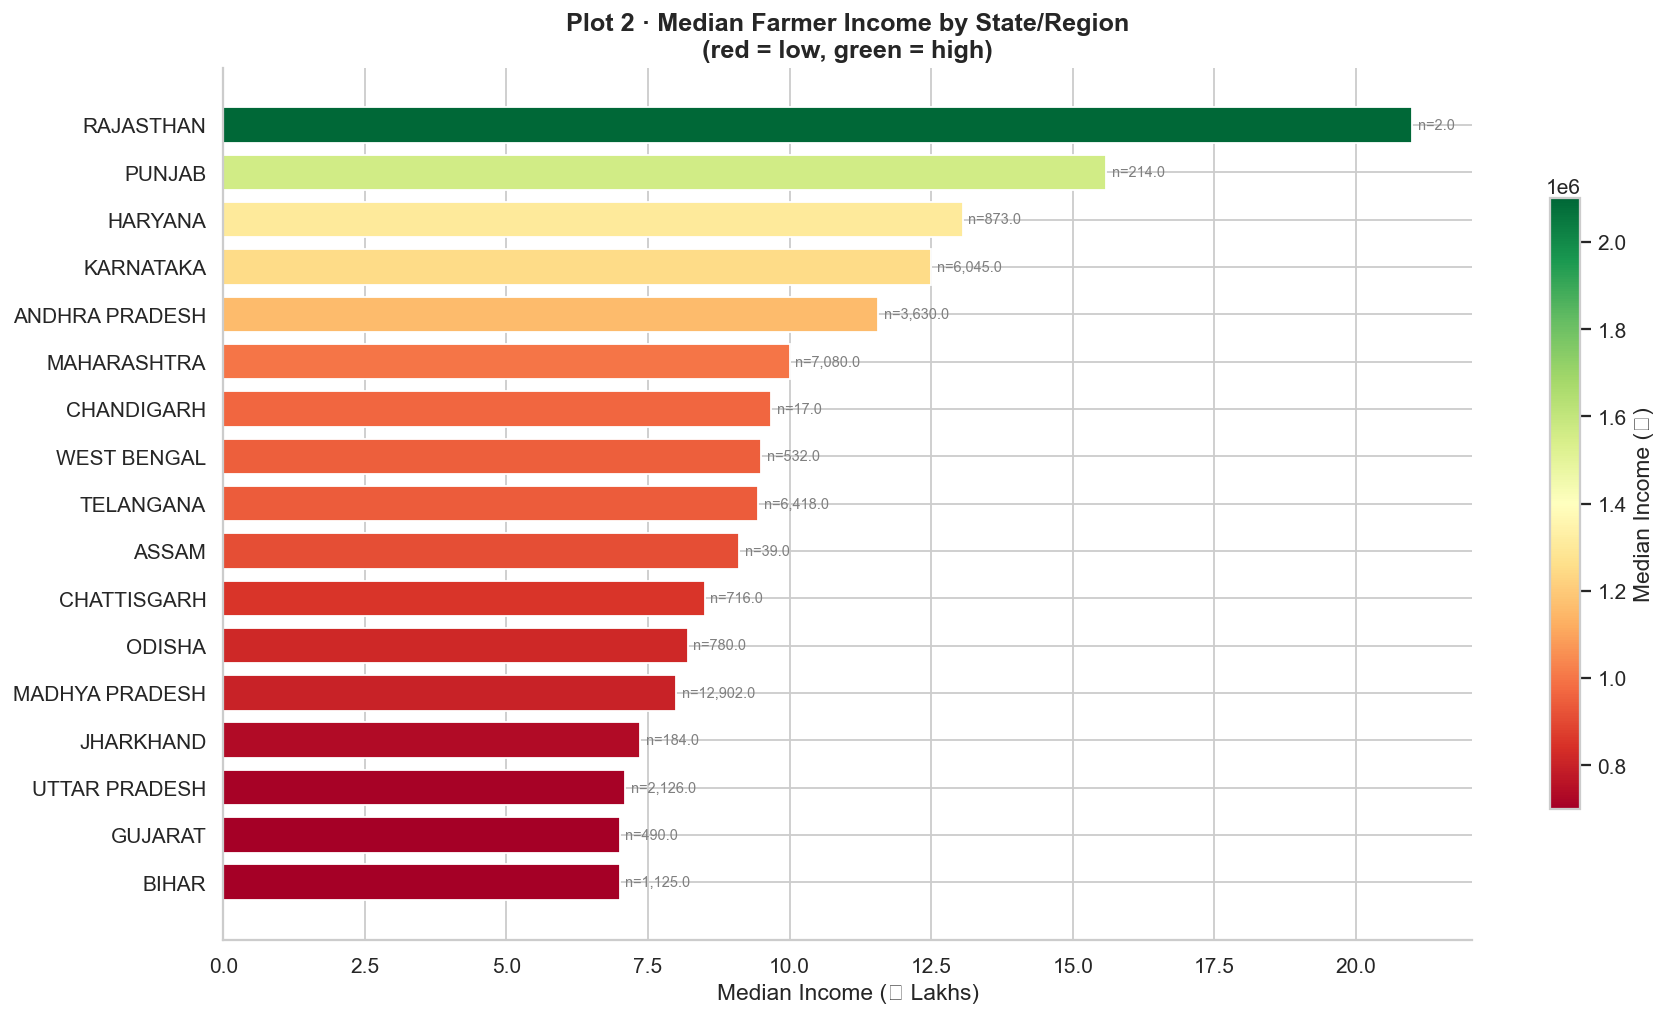 Plot 2 · Median Farmer Income by State/Region
(red = low, green = high)
RAJASTHAN n=2.0
PUNJAB n=214.0
HARYANA n=873.0
KARNATAKA n=6,045.0
ANDHRA PRADESH n=3,630.0
MAHARASHTRA n=7,080.0
CHANDIGARH n=17.0
WEST BENGAL n=532.0
TELANGANA n=6,418.0
ASSAM n=39.0
CHATTISGARH n=716.0
ODISHA n=780.0
MADHYA PRADESH n=12,902.0
JHARKHAND n=184.0
UTTAR PRADESH n=2,126.0
GUJARAT n=490.0
BIHAR n=1,125.0
0.0 2.5 5.0 7.5 10.0 12.5 15.0 17.5 20.0
Median Income (□ Lakhs)
1e6
2.0
1.8
1.6
1.4
1.2
1.0
0.8
Median Income (□)